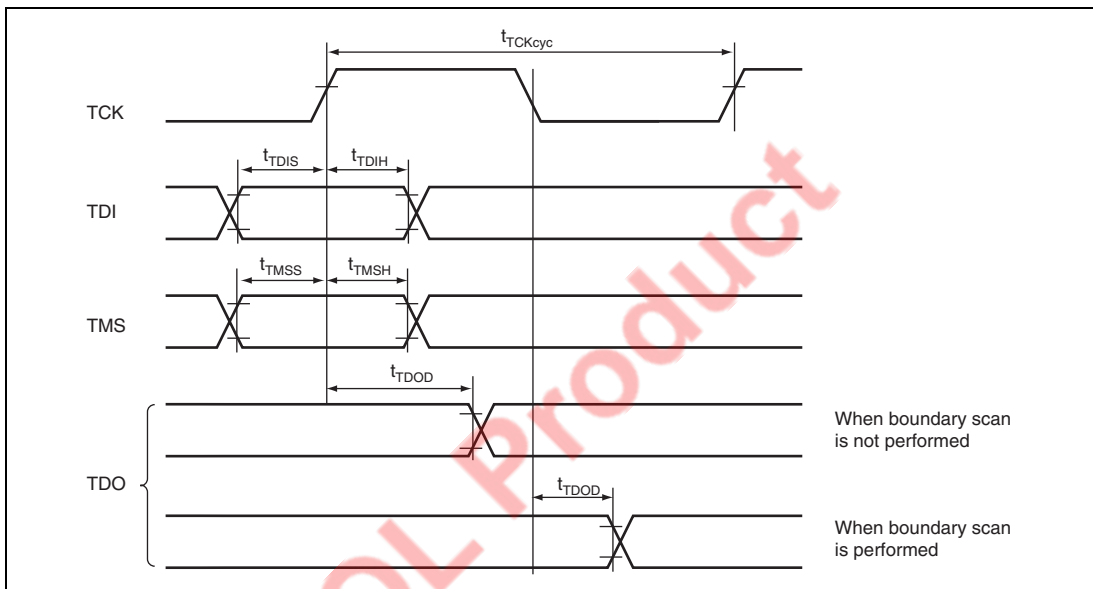 tTCKcyc
TCK
tTDIS
tTDIH
TDI
tTMSS
tTMSH
TMS
tTDOD
When boundary scan
is not performed
TDO
tTDOD
When boundary scan
is performed
OL Product